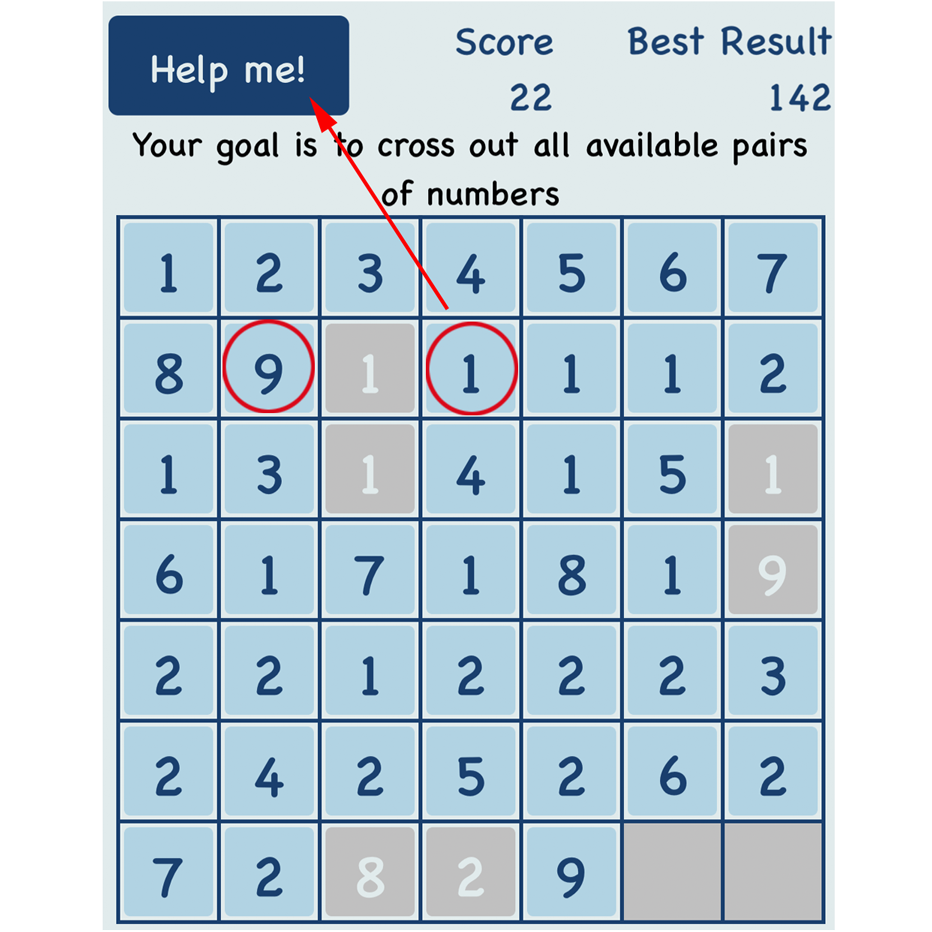 Help me!
Score Best Result
22 142
Your goal is to cross out all available pairs
of numbers
1 2 3 4 5 6 7
8 9 1 1 1 1 2
1 3 1 4 1 5 1
6 1 7 1 8 1 9
2 2 1 2 2 2 3
2 4 2 5 2 6 2
7 2 8 2 9